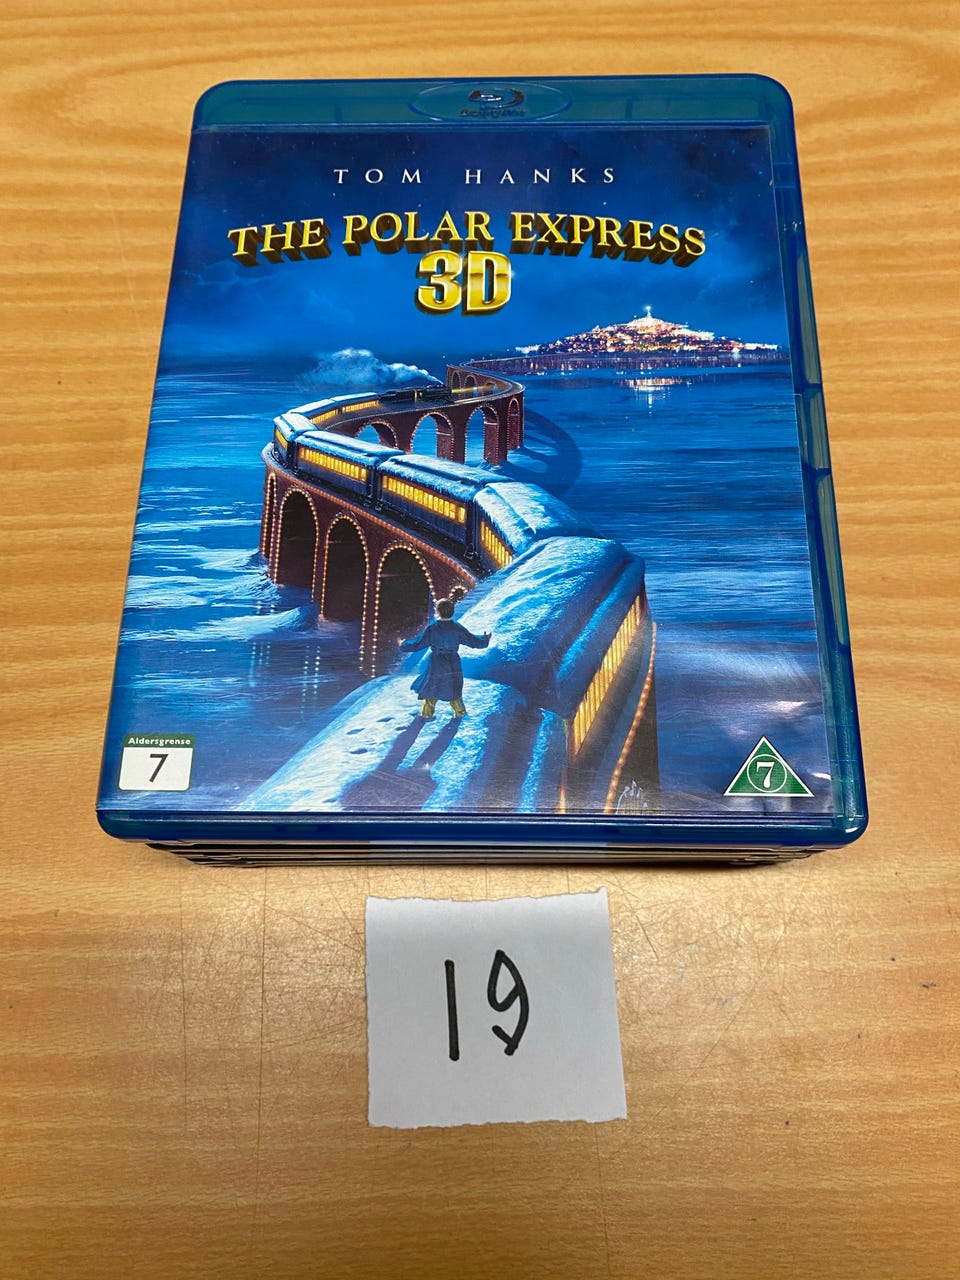 TOM HANKS
THE POLAR EXPRESS
3D
Aldersgrense
7
7
19